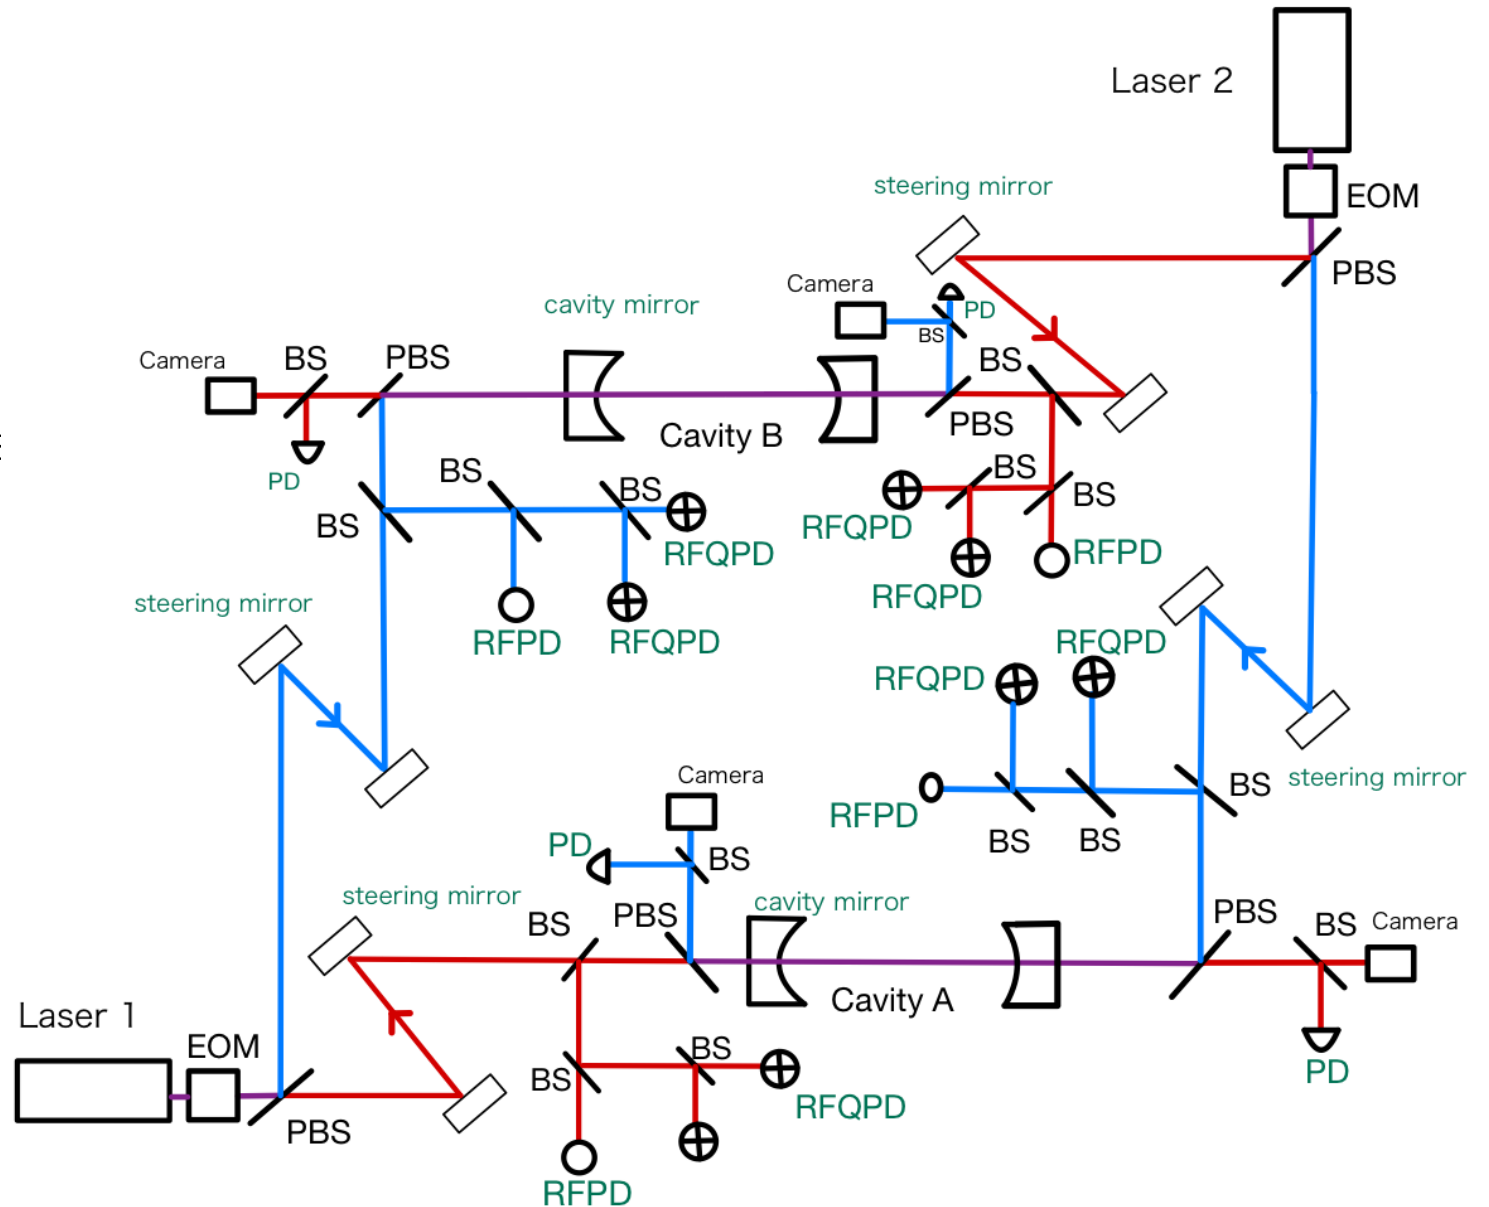 Laser 2
EOM
PBS
steering mirror
Camera
PD
BS
cavity mirror
Camera
BS
PBS
BS
PBS
Cavity B
PD
BS
BS
BS
RFQPD
RFPD
RFQPD
BS
BS
RFQPD
RFPD
RFQPD
steering mirror
RFQPD
RFQPD
RFPD
BS
BS
BS
steering mirror
Camera
PD
BS
steering mirror
BS
PBS
cavity mirror
Cavity A
PBS
BS
Camera
PD
Laser 1
EOM
PBS
BS
BS
RFQPD
RFPD